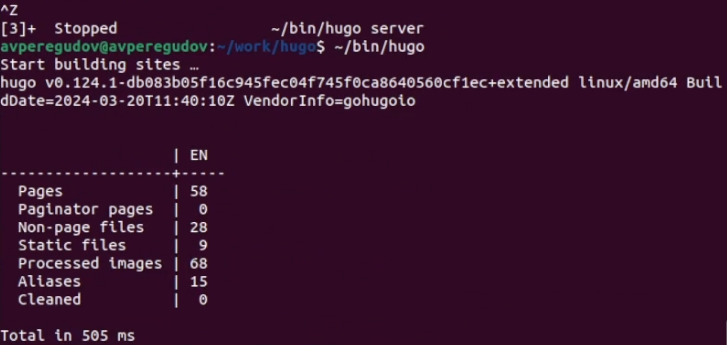 ^Z
[3]+  Stopped                 ~/bin/hugo server
avperegudov@avperegudov:~/work/hugo$ ~/bin/hugo
Start building sites …
hugo v0.124.1-db083b05f16c945fec04f745f0ca8640560cf1ec+extended linux/amd64 Buil
dDate=2024-03-20T11:40:10Z VendorInfo=gohugoio
                   | EN
-------------------+-----
  Pages            | 58
  Paginator pages  |  0
  Non-page files   | 28
  Static files     |  9
  Processed images | 68
  Aliases          | 15
  Cleaned          |  0
Total in 505 ms